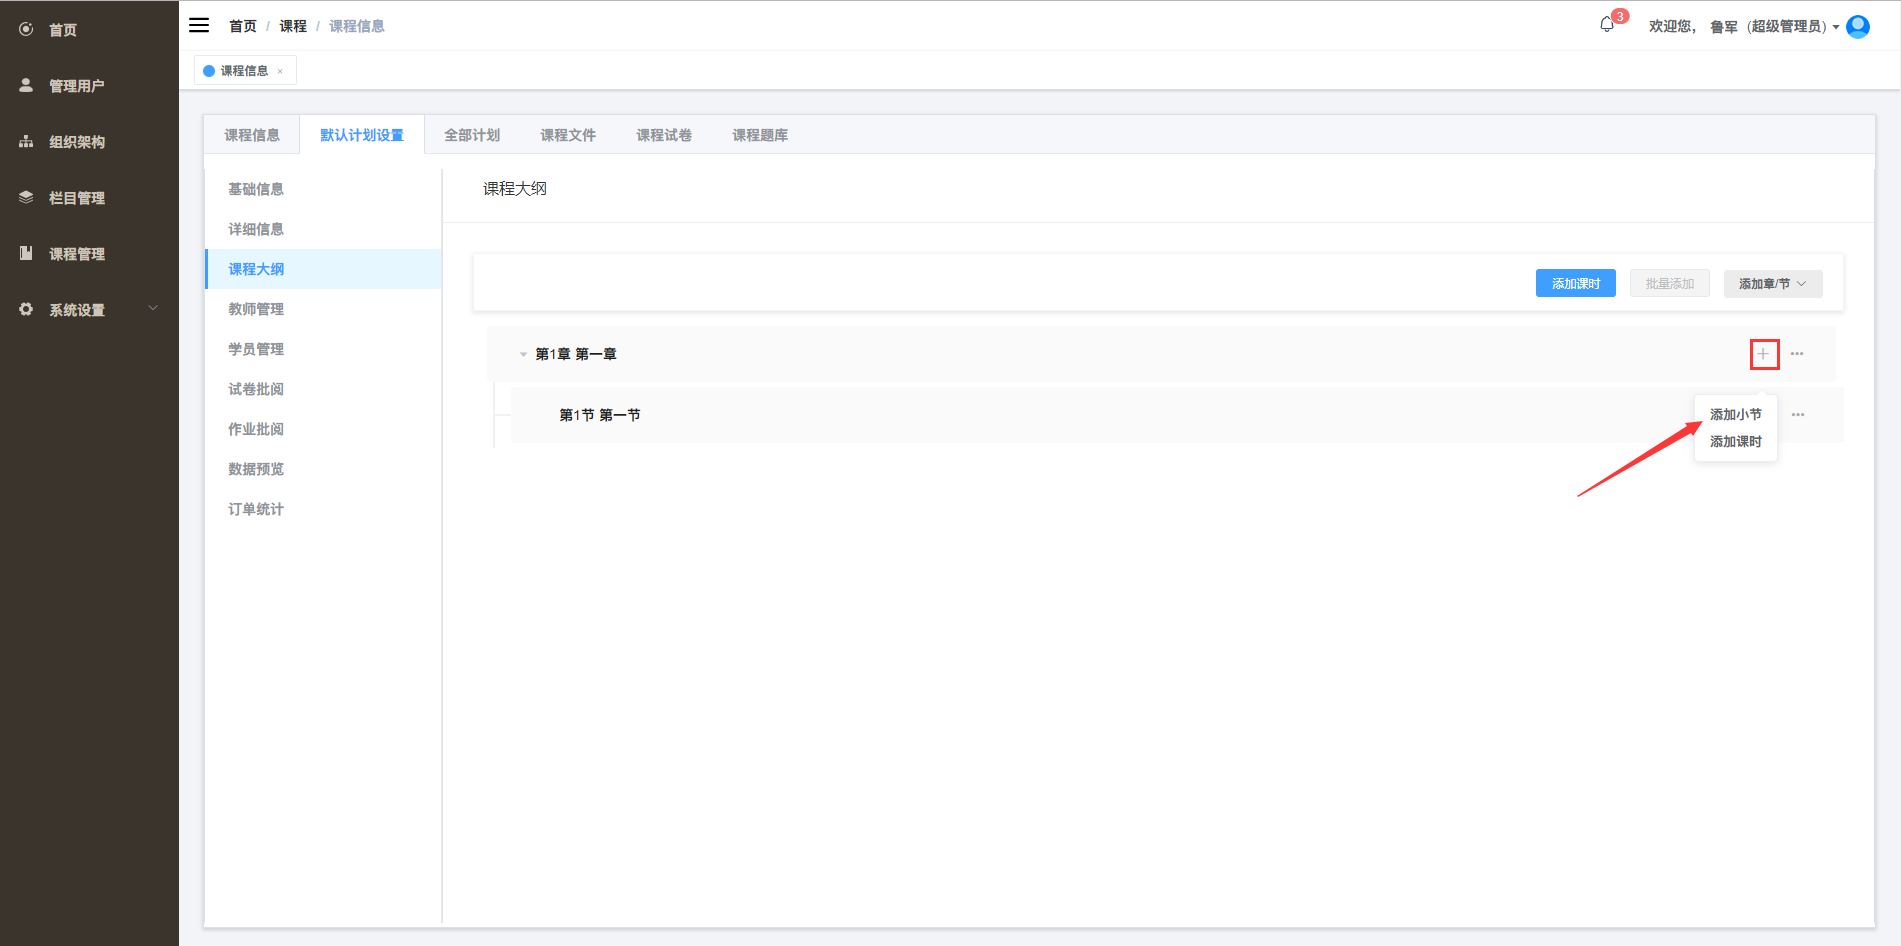 首页
管理用户
组织架构
栏目管理
课程管理
系统设置
首页 / 课程 / 课程信息
3
欢迎您， 鲁军 （超级管理员）
课程信息 ×
课程信息 默认计划设置 全部计划 课程文件 课程试卷 课程题库
基础信息
详细信息
课程大纲
教师管理
学员管理
试卷批阅
作业批阅
数据预览
订单统计
课程大纲
添加课时 批量添加 添加章/节
第1章 第一章
第1节 第一节
添加小节
添加课时